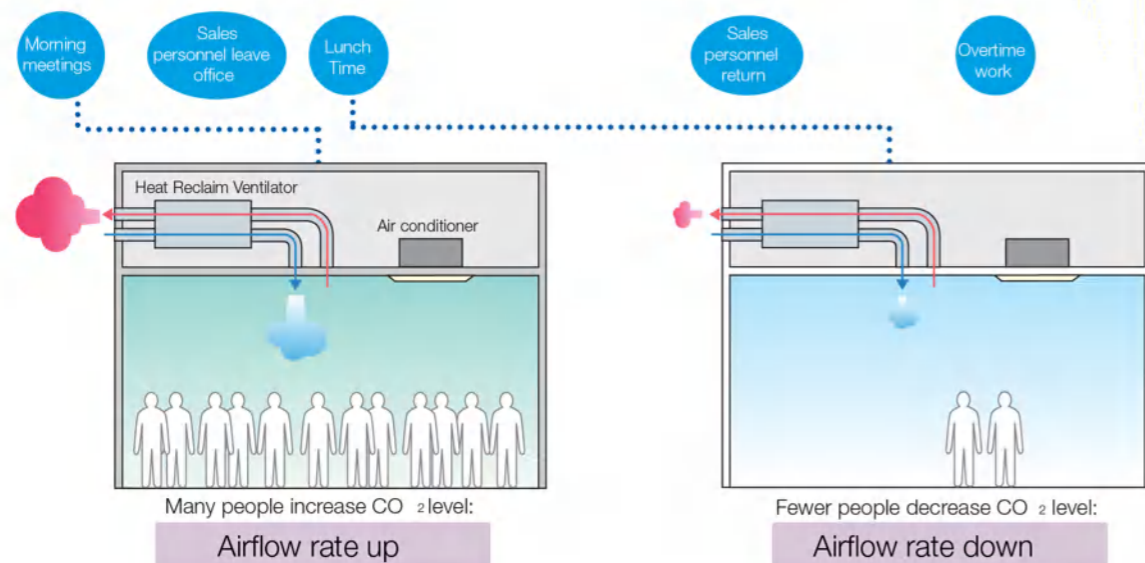 Morning
meetings
Sales
personnel leave
office
Lunch
Time
Sales
personnel
return
Overtime
work
Heat Reclaim Ventilator
Air conditioner
Many people increase CO 2 level:
Airflow rate up
Fewer people decrease CO 2 level:
Airflow rate down